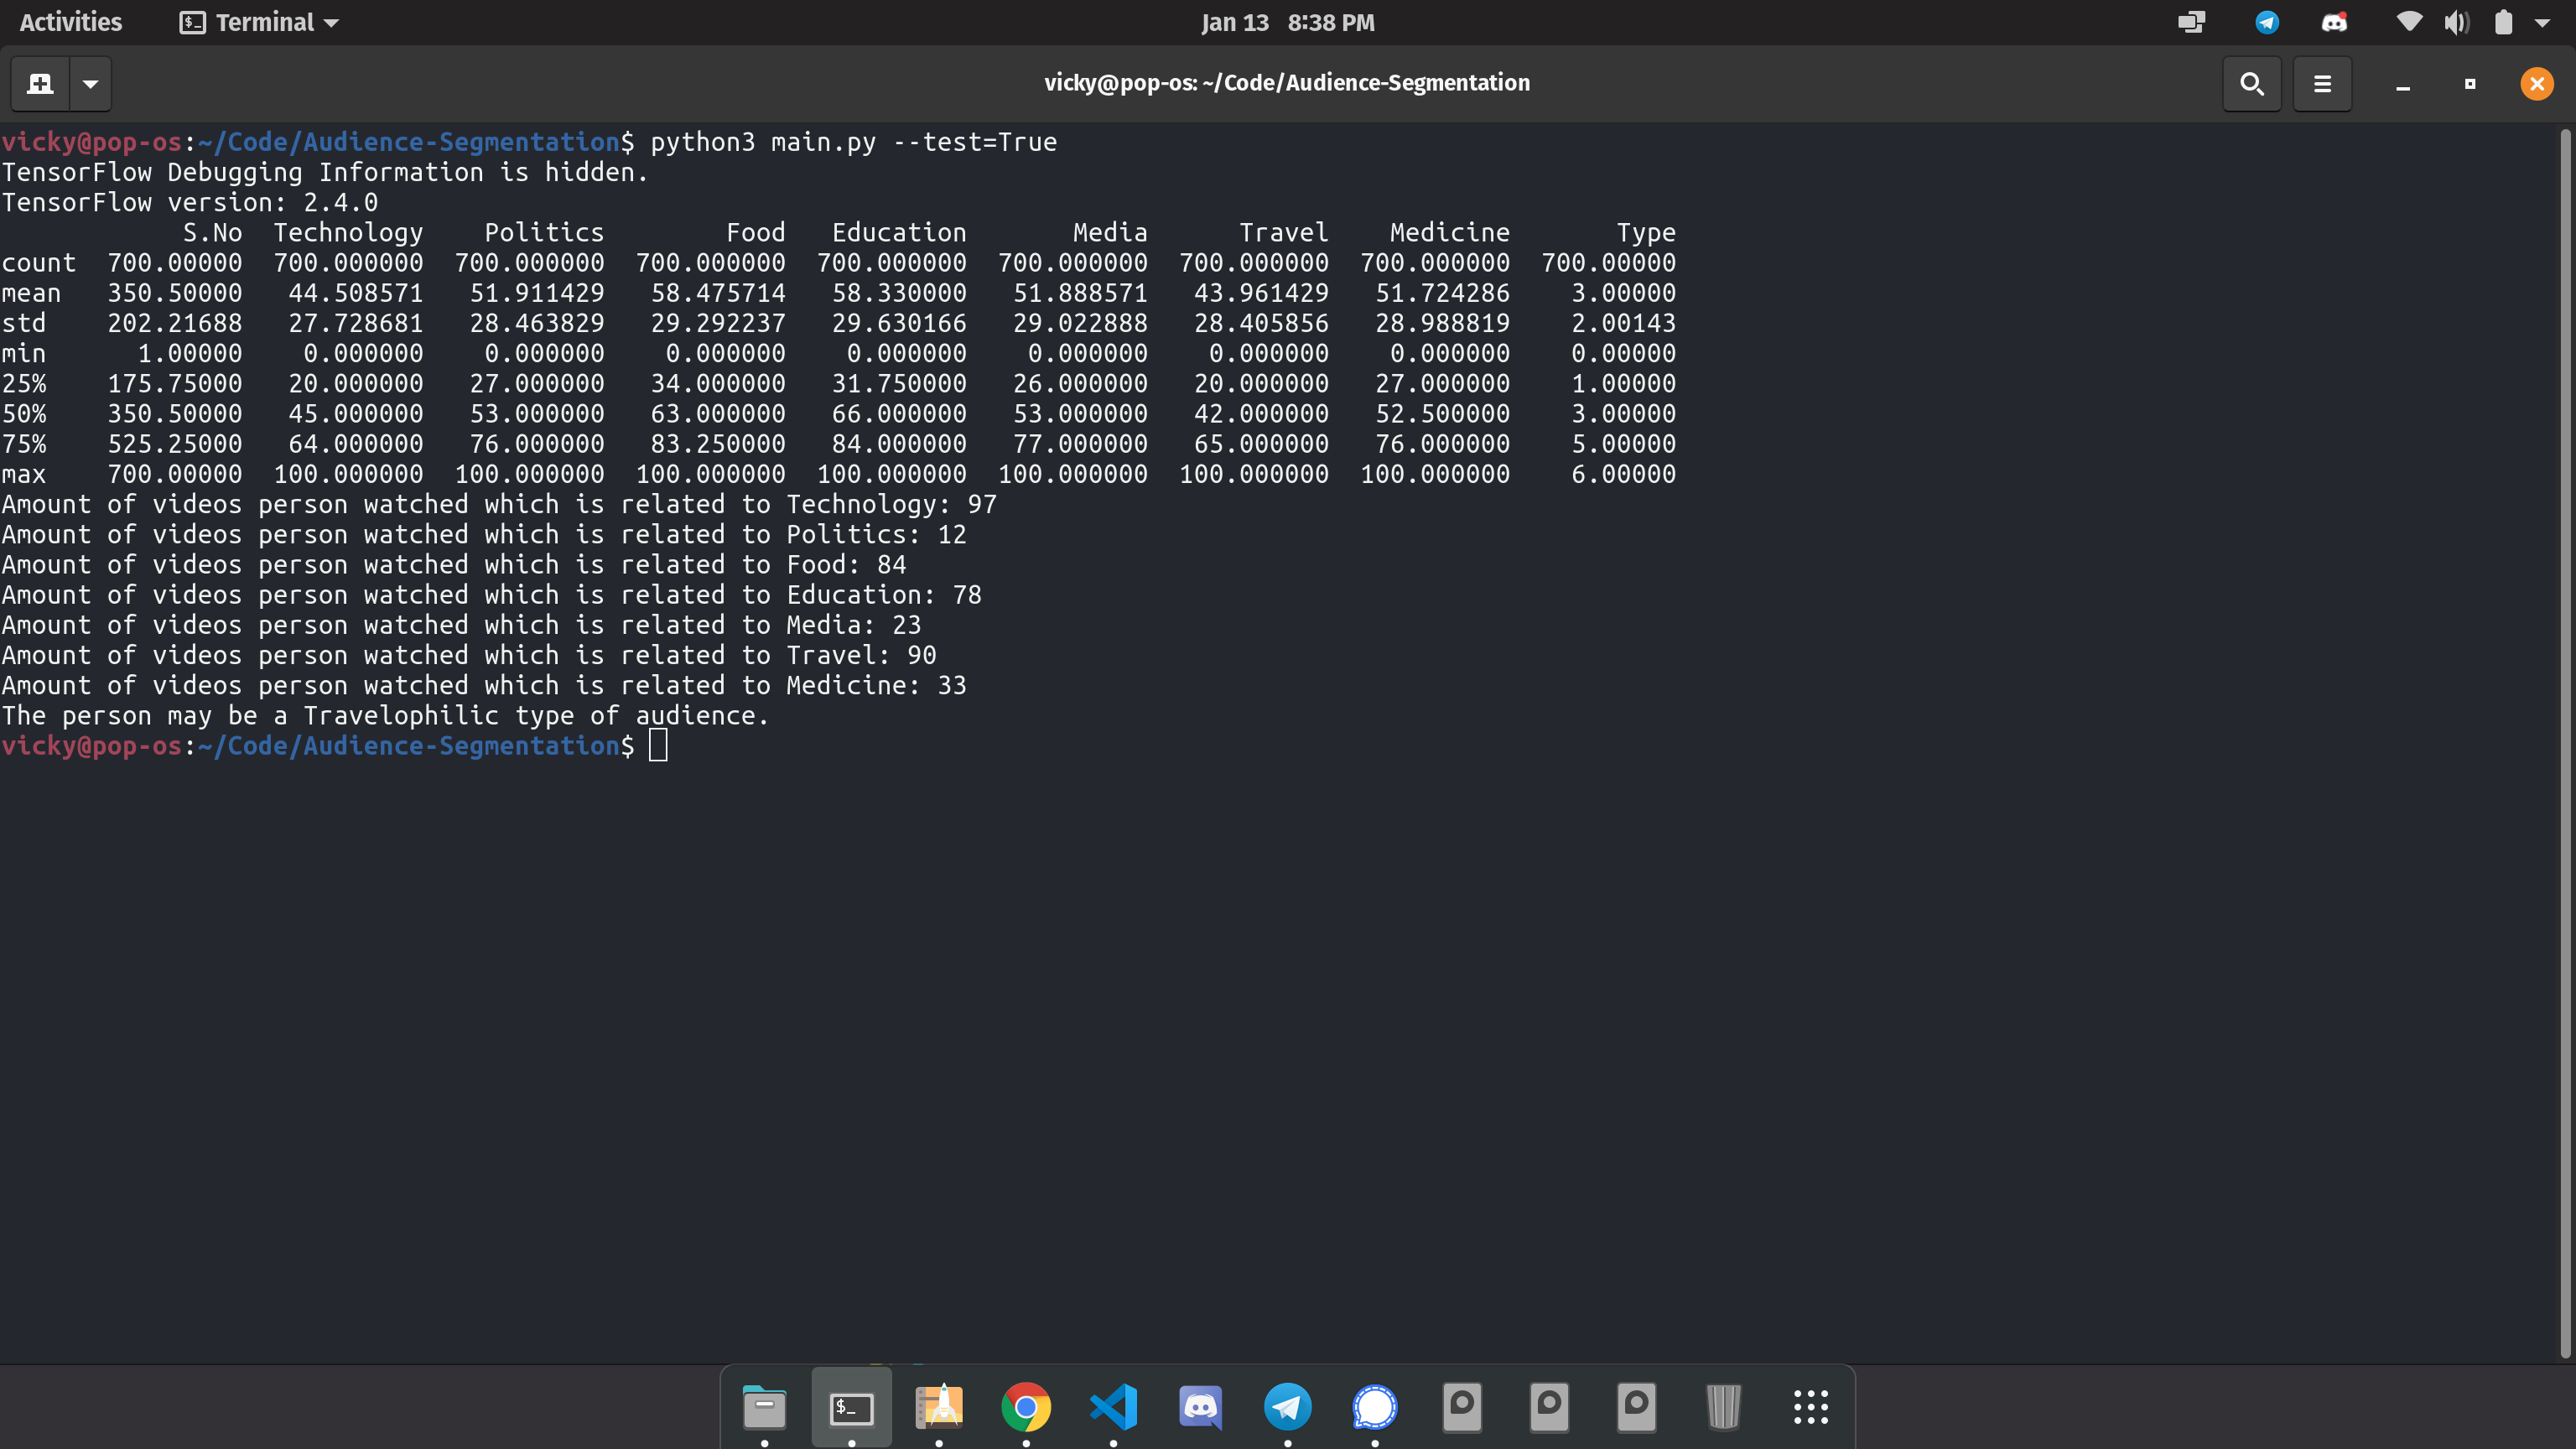 Activities Terminal Jan 13 8:38 PM
vicky@pop-os: ~/Code/Audience-Segmentation
vicky@pop-os:~/Code/Audience-Segmentation$ python3 main.py --test=True
TensorFlow Debugging Information is hidden.
TensorFlow version: 2.4.0
S.No Technology Politics Food Education Media Travel Medicine Type
count 700.00000 700.000000 700.000000 700.000000 700.000000 700.000000 700.000000 700.000000 700.00000
mean 350.50000 44.508571 51.911429 58.475714 58.330000 51.888571 43.961429 51.724286 3.00000
std 202.21688 27.728681 28.463829 29.292237 29.630166 29.022888 28.405856 28.988819 2.00143
min 1.00000 0.000000 0.000000 0.000000 0.000000 0.000000 0.000000 0.000000 0.00000
25% 175.75000 20.000000 27.000000 34.000000 31.750000 26.000000 20.000000 27.000000 1.00000
50% 350.50000 45.000000 53.000000 63.000000 66.000000 53.000000 42.000000 52.500000 3.00000
75% 525.25000 64.000000 76.000000 83.250000 84.000000 77.000000 65.000000 76.000000 5.00000
max 700.00000 100.000000 100.000000 100.000000 100.000000 100.000000 100.000000 100.000000 6.00000
Amount of videos person watched which is related to Technology: 97
Amount of videos person watched which is related to Politics: 12
Amount of videos person watched which is related to Food: 84
Amount of videos person watched which is related to Education: 78
Amount of videos person watched which is related to Media: 23
Amount of videos person watched which is related to Travel: 90
Amount of videos person watched which is related to Medicine: 33
The person may be a Travelophilic type of audience.
vicky@pop-os:~/Code/Audience-Segmentation$